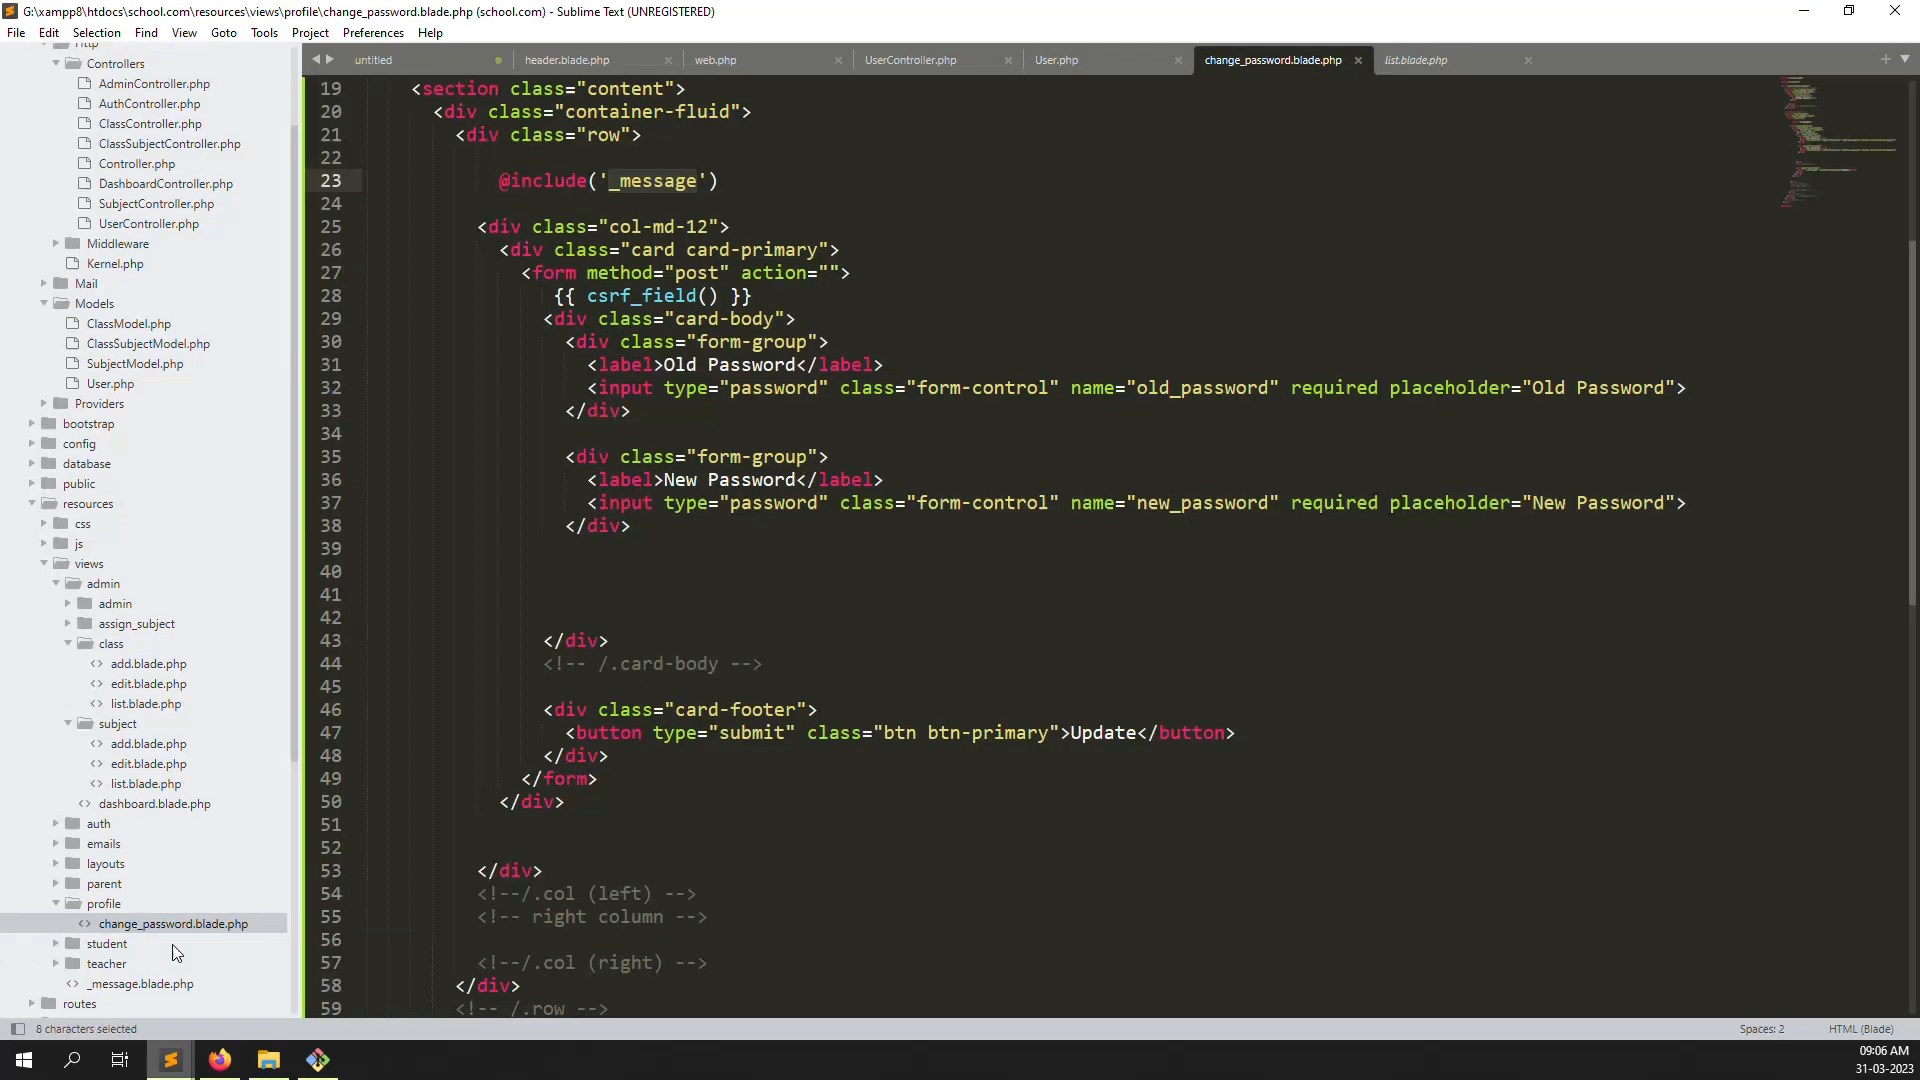 G:\xampp8\htdocs\school.com\resources\views\profile\change_password.blade.php (school.com) - Sublime Text (UNREGISTERED)
File Edit Selection Find View Goto Tools Project Preferences Help
Http
Controllers
AdminController.php
AuthController.php
ClassController.php
ClassSubjectController.php
Controller.php
DashboardController.php
SubjectController.php
UserController.php
Middleware
Kernel.php
Mail
Models
ClassModel.php
ClassSubjectModel.php
SubjectModel.php
User.php
Providers
bootstrap
config
database
public
resources
css
js
views
admin
admin
assign_subject
class
add.blade.php
edit.blade.php
list.blade.php
subject
add.blade.php
edit.blade.php
list.blade.php
dashboard.blade.php
auth
emails
layouts
parent
profile
change_password.blade.php
student
teacher
_message.blade.php
routes
untitled header.blade.php web.php UserController.php User.php change_password.blade.php list.blade.php
19 <section class="content">
20 <div class="container-fluid">
21 <div class="row">
22
23 @include('_message')
24
25 <div class="col-md-12">
26 <div class="card card-primary">
27 <form method="post" action="">
28 {{ csrf_field() }}
29 <div class="card-body">
30 <div class="form-group">
31 <label>Old Password</label>
32 <input type="password" class="form-control" name="old_password" required placeholder="Old Password">
33 </div>
34
35 <div class="form-group">
36 <label>New Password</label>
37 <input type="password" class="form-control" name="new_password" required placeholder="New Password">
38 </div>
39
40
41
42
43 </div>
44 <!-- /.card-body -->
45
46 <div class="card-footer">
47 <button type="submit" class="btn btn-primary">Update</button>
48 </div>
49 </form>
50 </div>
51
52
53 </div>
54 <!--/.col (left) -->
55 <!-- right column -->
56
57 <!--/.col (right) -->
58 </div>
59 <!-- /.row -->
8 characters selected Spaces: 2 HTML (Blade)
09:06 AM
31-03-2023